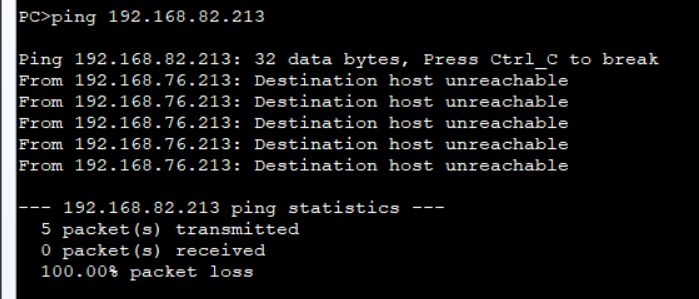 PC>ping 192.168.82.213
Ping 192.168.82.213: 32 data bytes, Press Ctrl_C to break
From 192.168.76.213: Destination host unreachable
From 192.168.76.213: Destination host unreachable
From 192.168.76.213: Destination host unreachable
From 192.168.76.213: Destination host unreachable
From 192.168.76.213: Destination host unreachable
--- 192.168.82.213 ping statistics ---
5 packet(s) transmitted
0 packet(s) received
100.00% packet loss